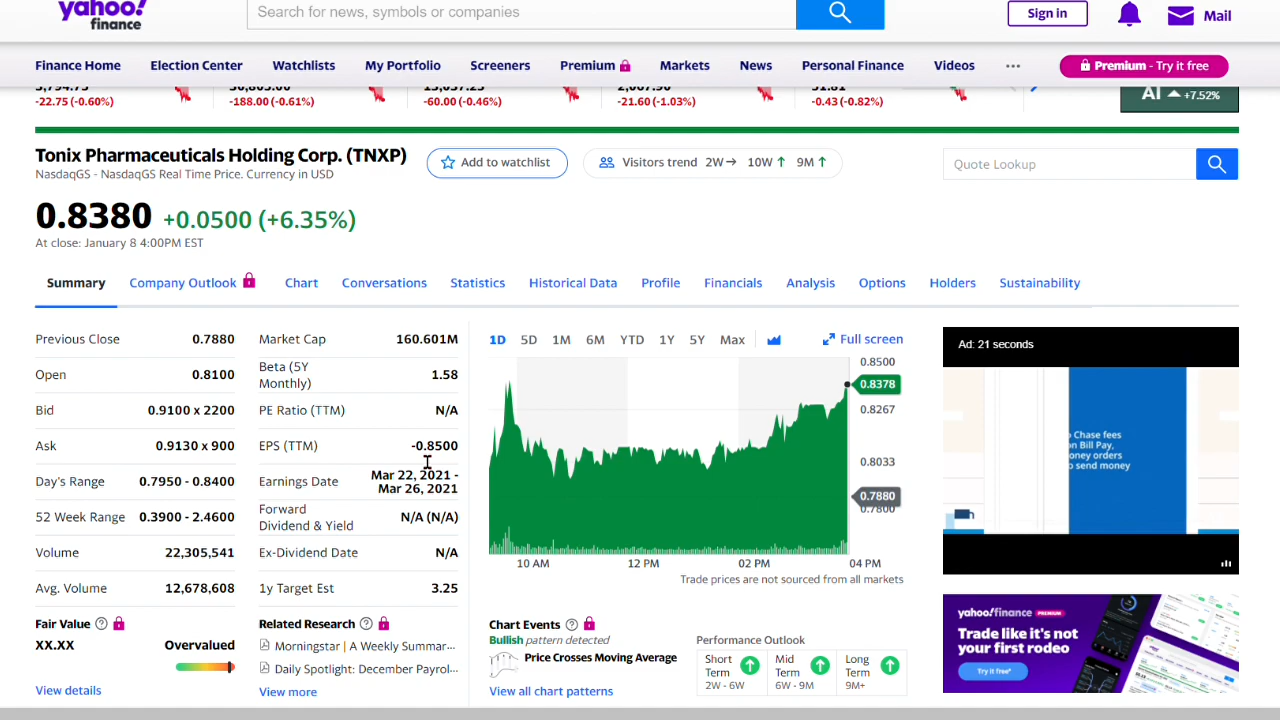 yahoo!
finance
Search for news, symbols or companies
Sign in
Mail
Finance Home Election Center Watchlists My Portfolio Screeners Premium Markets News Personal Finance Videos ••• Premium - Try it free
-22.75 (-0.60%) -188.00 (-0.61%) -60.00 (-0.46%) -21.60 (-1.03%) -0.43 (-0.82%)
AI +7.52%
Tonix Pharmaceuticals Holding Corp. (TNXP)
NasdaqGS - NasdaqGS Real Time Price. Currency in USD
Add to watchlist
Visitors trend 2W→ 10W ↑ 9M ↑
Quote Lookup
0.8380 +0.0500 (+6.35%)
At close: January 8 4:00PM EST
Summary Company Outlook Chart Conversations Statistics Historical Data Profile Financials Analysis Options Holders Sustainability
Previous Close 0.7880
Open 0.8100
Bid 0.9100 x 2200
Ask 0.9130 x 900
Day's Range 0.7950 - 0.8400
52 Week Range 0.3900 - 2.4600
Volume 22,305,541
Avg. Volume 12,678,608
Market Cap 160.601M
Beta (5Y
Monthly) 1.58
PE Ratio (TTM) N/A
EPS (TTM) -0.8500
Earnings Date Mar 22, 2021 -
Mar 26, 2021
Forward
Dividend & Yield N/A (N/A)
Ex-Dividend Date N/A
1y Target Est 3.25
Fair Value
XX.XX Overvalued
View details
Related Research
Morningstar | A Weekly Summar...
Daily Spotlight: December Payrol...
View more
1D 5D 1M 6M YTD 1Y 5Y Max Full screen
0.8500
0.8378
0.8267
0.8033
0.7880
0.7800
10 AM 12 PM 02 PM 04 PM
Trade prices are not sourced from all markets
Chart Events
Bullish pattern detected
Price Crosses Moving Average
View all chart patterns
Performance Outlook
Short
Term
2W - 6W
Mid
Term
6W - 9M
Long
Term
9M+
Ad: 21 seconds
Chase fees
n Bill Pay,
oney orders
o send money
yahoo!finance PREMIUM
Trade like it's not
your first rodeo
Try it free*